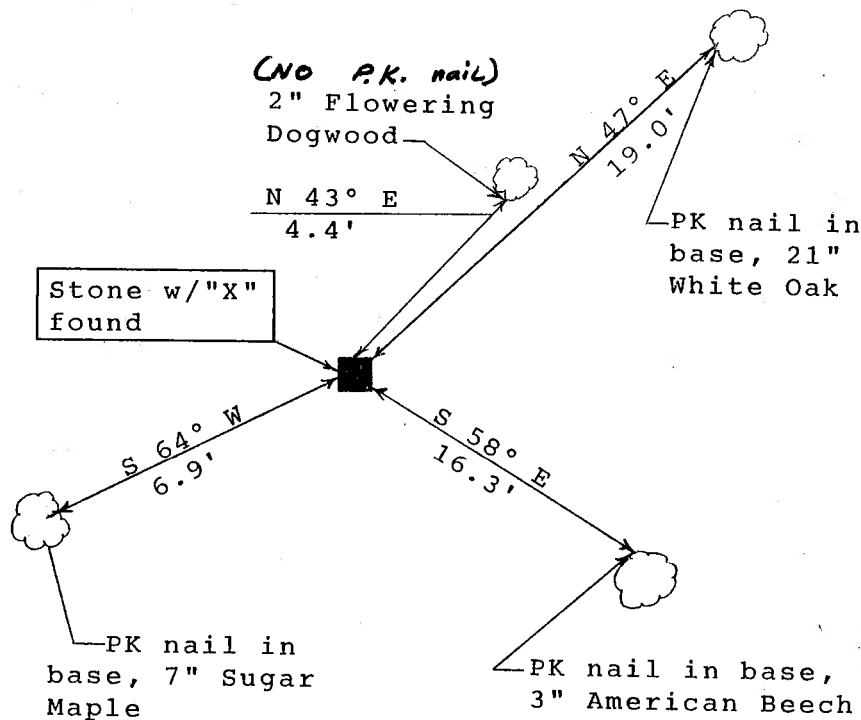 (NO P.K. nail)
2" Flowering
Dogwood
N 43° E
4.4'
N 47° E
19.0'
PK nail in
base, 21"
White Oak
Stone w/"X"
found
S 64° W
6.9'
S 58° E
16.3'
PK nail in
base, 7" Sugar
Maple
PK nail in base,
3" American Beech